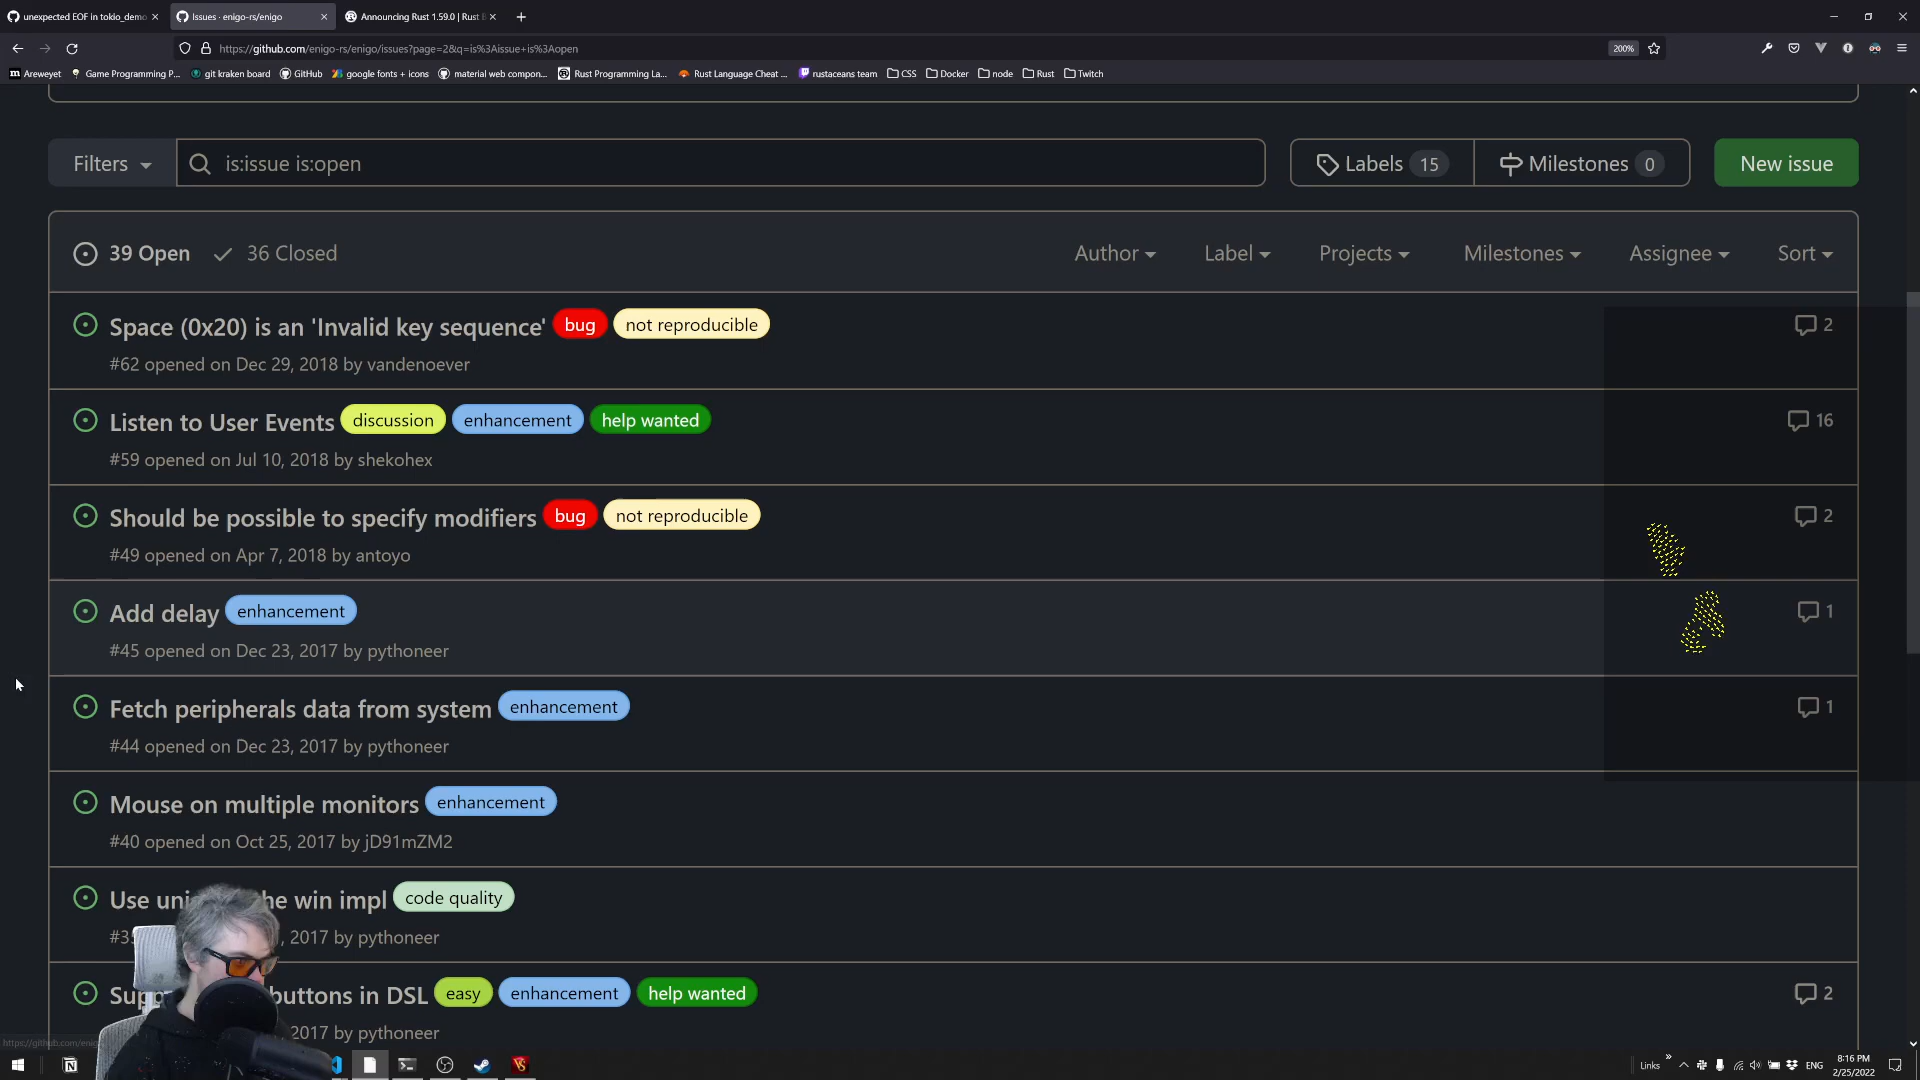 unexpected EOF in tokio_demo
Issues · enigo-rs/enigo
Announcing Rust 1.59.0 | Rust
https://github.com/enigo-rs/enigo/issues?page=2&q=is%3Aissue+is%3Aopen
200%
Areweyet
Game Programming P...
git kraken board
GitHub
google fonts + icons
material web compon...
Rust Programming La...
Rust Language Cheat ...
rustaceans team
CSS
Docker
node
Rust
Twitch
Filters
is:issue is:open
Labels 15
Milestones 0
New issue
39 Open
36 Closed
Author
Label
Projects
Milestones
Assignee
Sort
Space (0x20) is an 'Invalid key sequence' bug not reproducible
2
#62 opened on Dec 29, 2018 by vandenoever
Listen to User Events discussion enhancement help wanted
16
#59 opened on Jul 10, 2018 by shekohex
Should be possible to specify modifiers bug not reproducible
2
#49 opened on Apr 7, 2018 by antoyo
Add delay enhancement
1
#45 opened on Dec 23, 2017 by pythoneer
Fetch peripherals data from system enhancement
1
#44 opened on Dec 23, 2017 by pythoneer
Mouse on multiple monitors enhancement
#40 opened on Oct 25, 2017 by jD91mZM2
Use win impl code quality
, 2017 by pythoneer
buttons in DSL easy enhancement help wanted
2
2017 by pythoneer
https://github.com/enig
Links
ENG
8:16 PM
2/25/2022